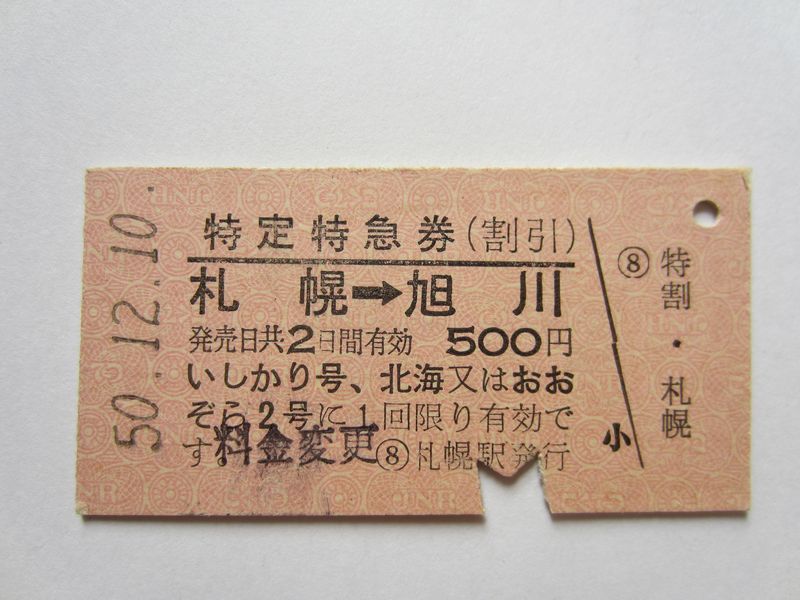 50.12.10.
特定特急券(割引)
札幌➡旭川
発売日共2日間有効 500円
いしかり号、北海又はおお
ぞら2号に1回限り有効で
す。
料金変更
⑧札幌駅発行
小
⑧特割・札幌